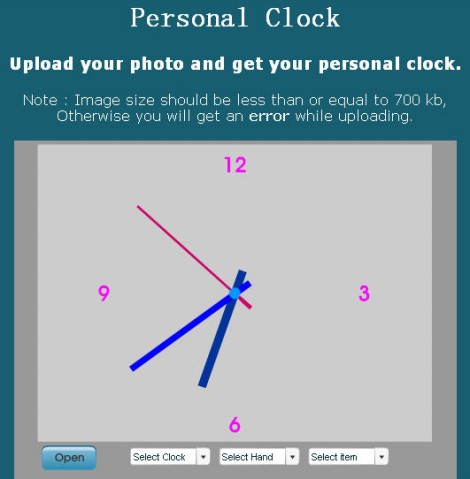 Personal Clock
Upload your photo and get your personal clock.
Note : Image size should be less than or equal to 700 kb,
Otherwise you will get an error while uploading.
12
9
3
6
Open
Select Clock
Select Hand
Select item